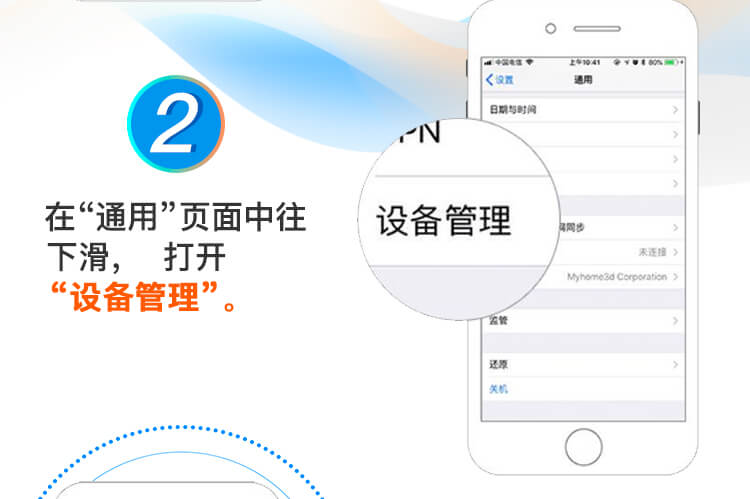 2
在“通用”页面中往
下滑， 打开
“设备管理”。
中国电信
上午10:41
80%
设置
通用
日期与时间
PN
设备管理
同步
未连接
Myhome3d Corporation
监管
还原
关机